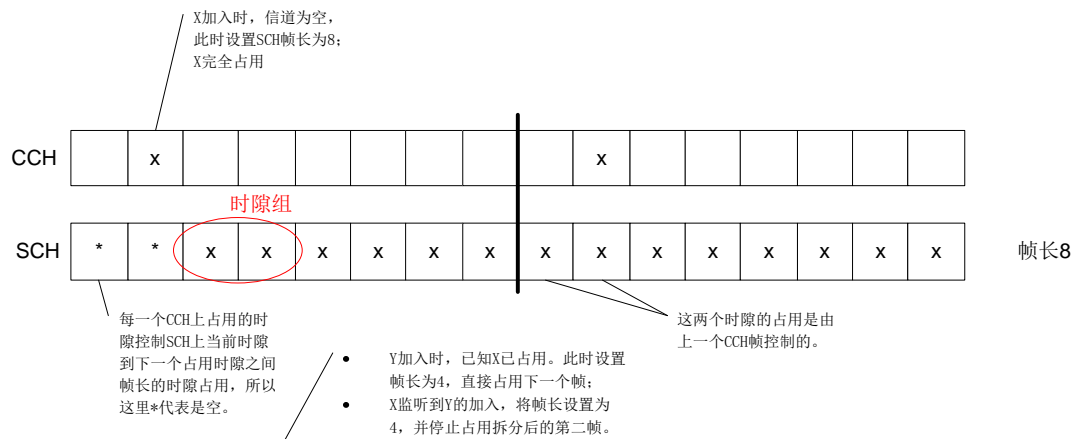 X加入时，信道为空，
此时设置SCH帧长为8；
X完全占用
CCH x x
时隙组
SCH * * x x x x x x x x x x x x x x 帧长8
每一个CCH上占用的时
隙控制SCH上当前时隙
到下一个占用时隙之间
帧长的时隙占用，所以
这里*代表是空。
这两个时隙的占用是由
上一个CCH帧控制的。
● Y加入时，已知X已占用。此时设置
帧长为4，直接占用下一个帧；
● X监听到Y的加入，将帧长设置为
4，并停止占用拆分后的第二帧。